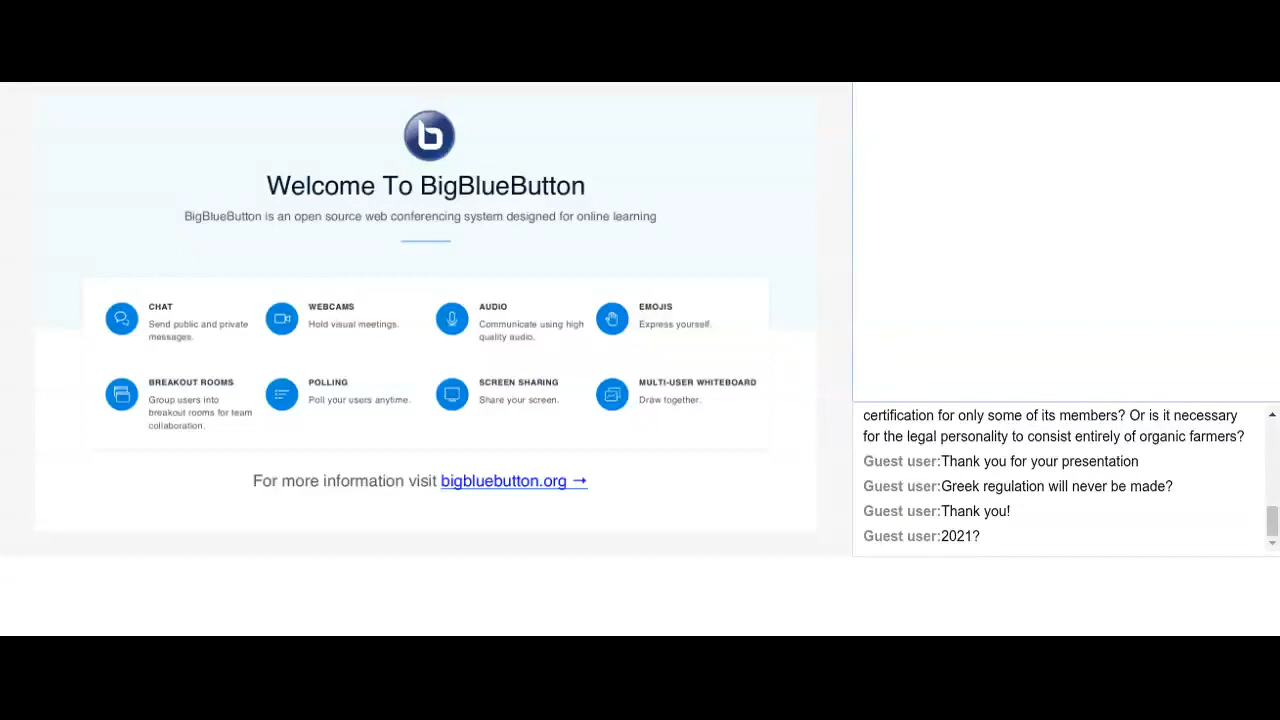 Welcome To BigBlueButton
BigBlueButton is an open source web conferencing system designed for online learning
CHAT
Send public and private
messages.
WEBCAMS
Hold visual meetings.
AUDIO
Communicate using high
quality audio.
EMOJIS
Express yourself.
BREAKOUT ROOMS
Group users into
breakout rooms for team
collaboration.
POLLING
Poll your users anytime.
SCREEN SHARING
Share your screen.
MULTI-USER WHITEBOARD
Draw together.
For more information visit bigbluebutton.org →
certification for only some of its members? Or is it necessary
for the legal personality to consist entirely of organic farmers?
Guest user:Thank you for your presentation
Guest user:Greek regulation will never be made?
Guest user:Thank you!
Guest user:2021?